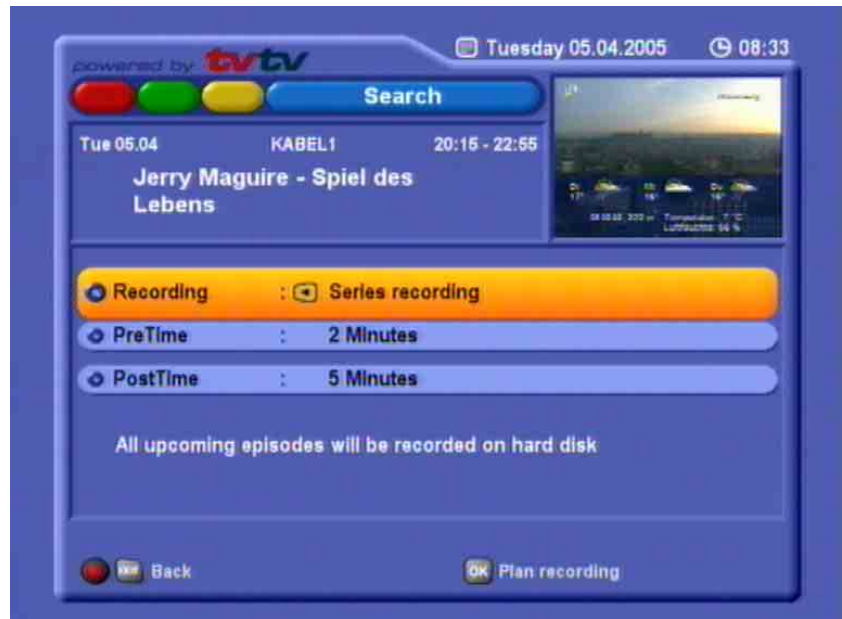 powered by tvtv
Tuesday 05.04.2005 08:33
Search
Tue 05.04 KABEL1 20:15 - 22:55
Jerry Maguire - Spiel des
Lebens
Recording : Series recording
PreTime : 2 Minutes
PostTime : 5 Minutes
All upcoming episodes will be recorded on hard disk
EXIT Back
OK Plan recording